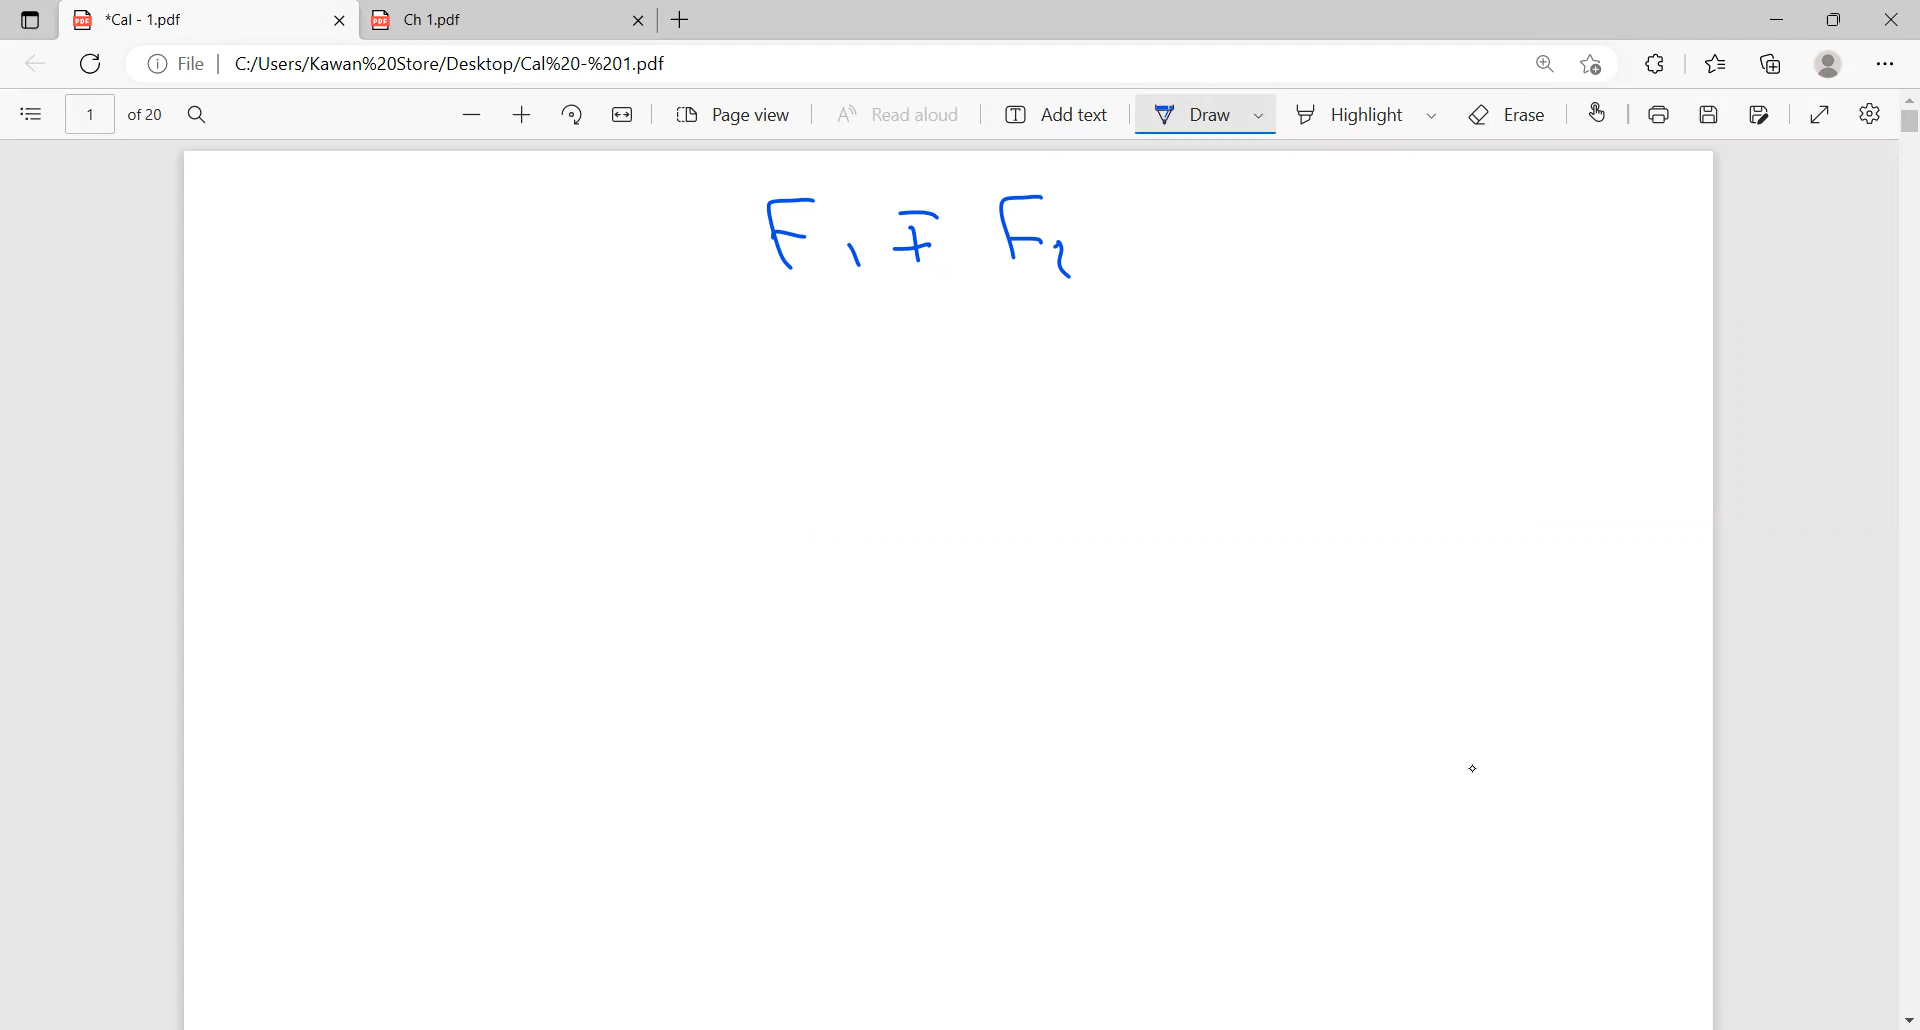 *Cal - 1.pdf
Ch 1.pdf
File | C:/Users/Kawan%20Store/Desktop/Cal%20-%201.pdf
1 of 20 Page view Read aloud Add text Draw Highlight Erase
F₁ ∓ F₂